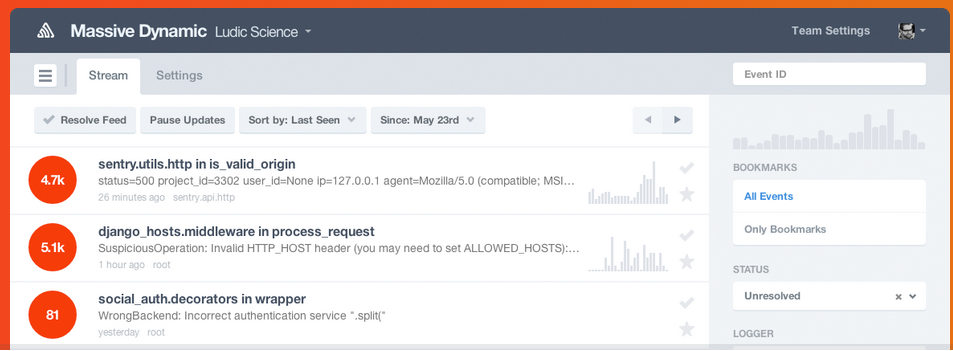 Massive Dynamic Ludic Science
Team Settings
Stream
Settings
Event ID
Resolve Feed
Pause Updates
Sort by: Last Seen
Since: May 23rd
4.7k
sentry.utils.http in is_valid_origin
status=500 project_id=3302 user_id=None ip=127.0.0.1 agent=Mozilla/5.0 (compatible; MSI...
26 minutes ago sentry.api.http
5.1k
django_hosts.middleware in process_request
SuspiciousOperation: Invalid HTTP_HOST header (you may need to set ALLOWED_HOSTS):...
1 hour ago root
81
social_auth.decorators in wrapper
WrongBackend: Incorrect authentication service ".split("
yesterday root
BOOKMARKS
All Events
Only Bookmarks
STATUS
Unresolved
LOGGER